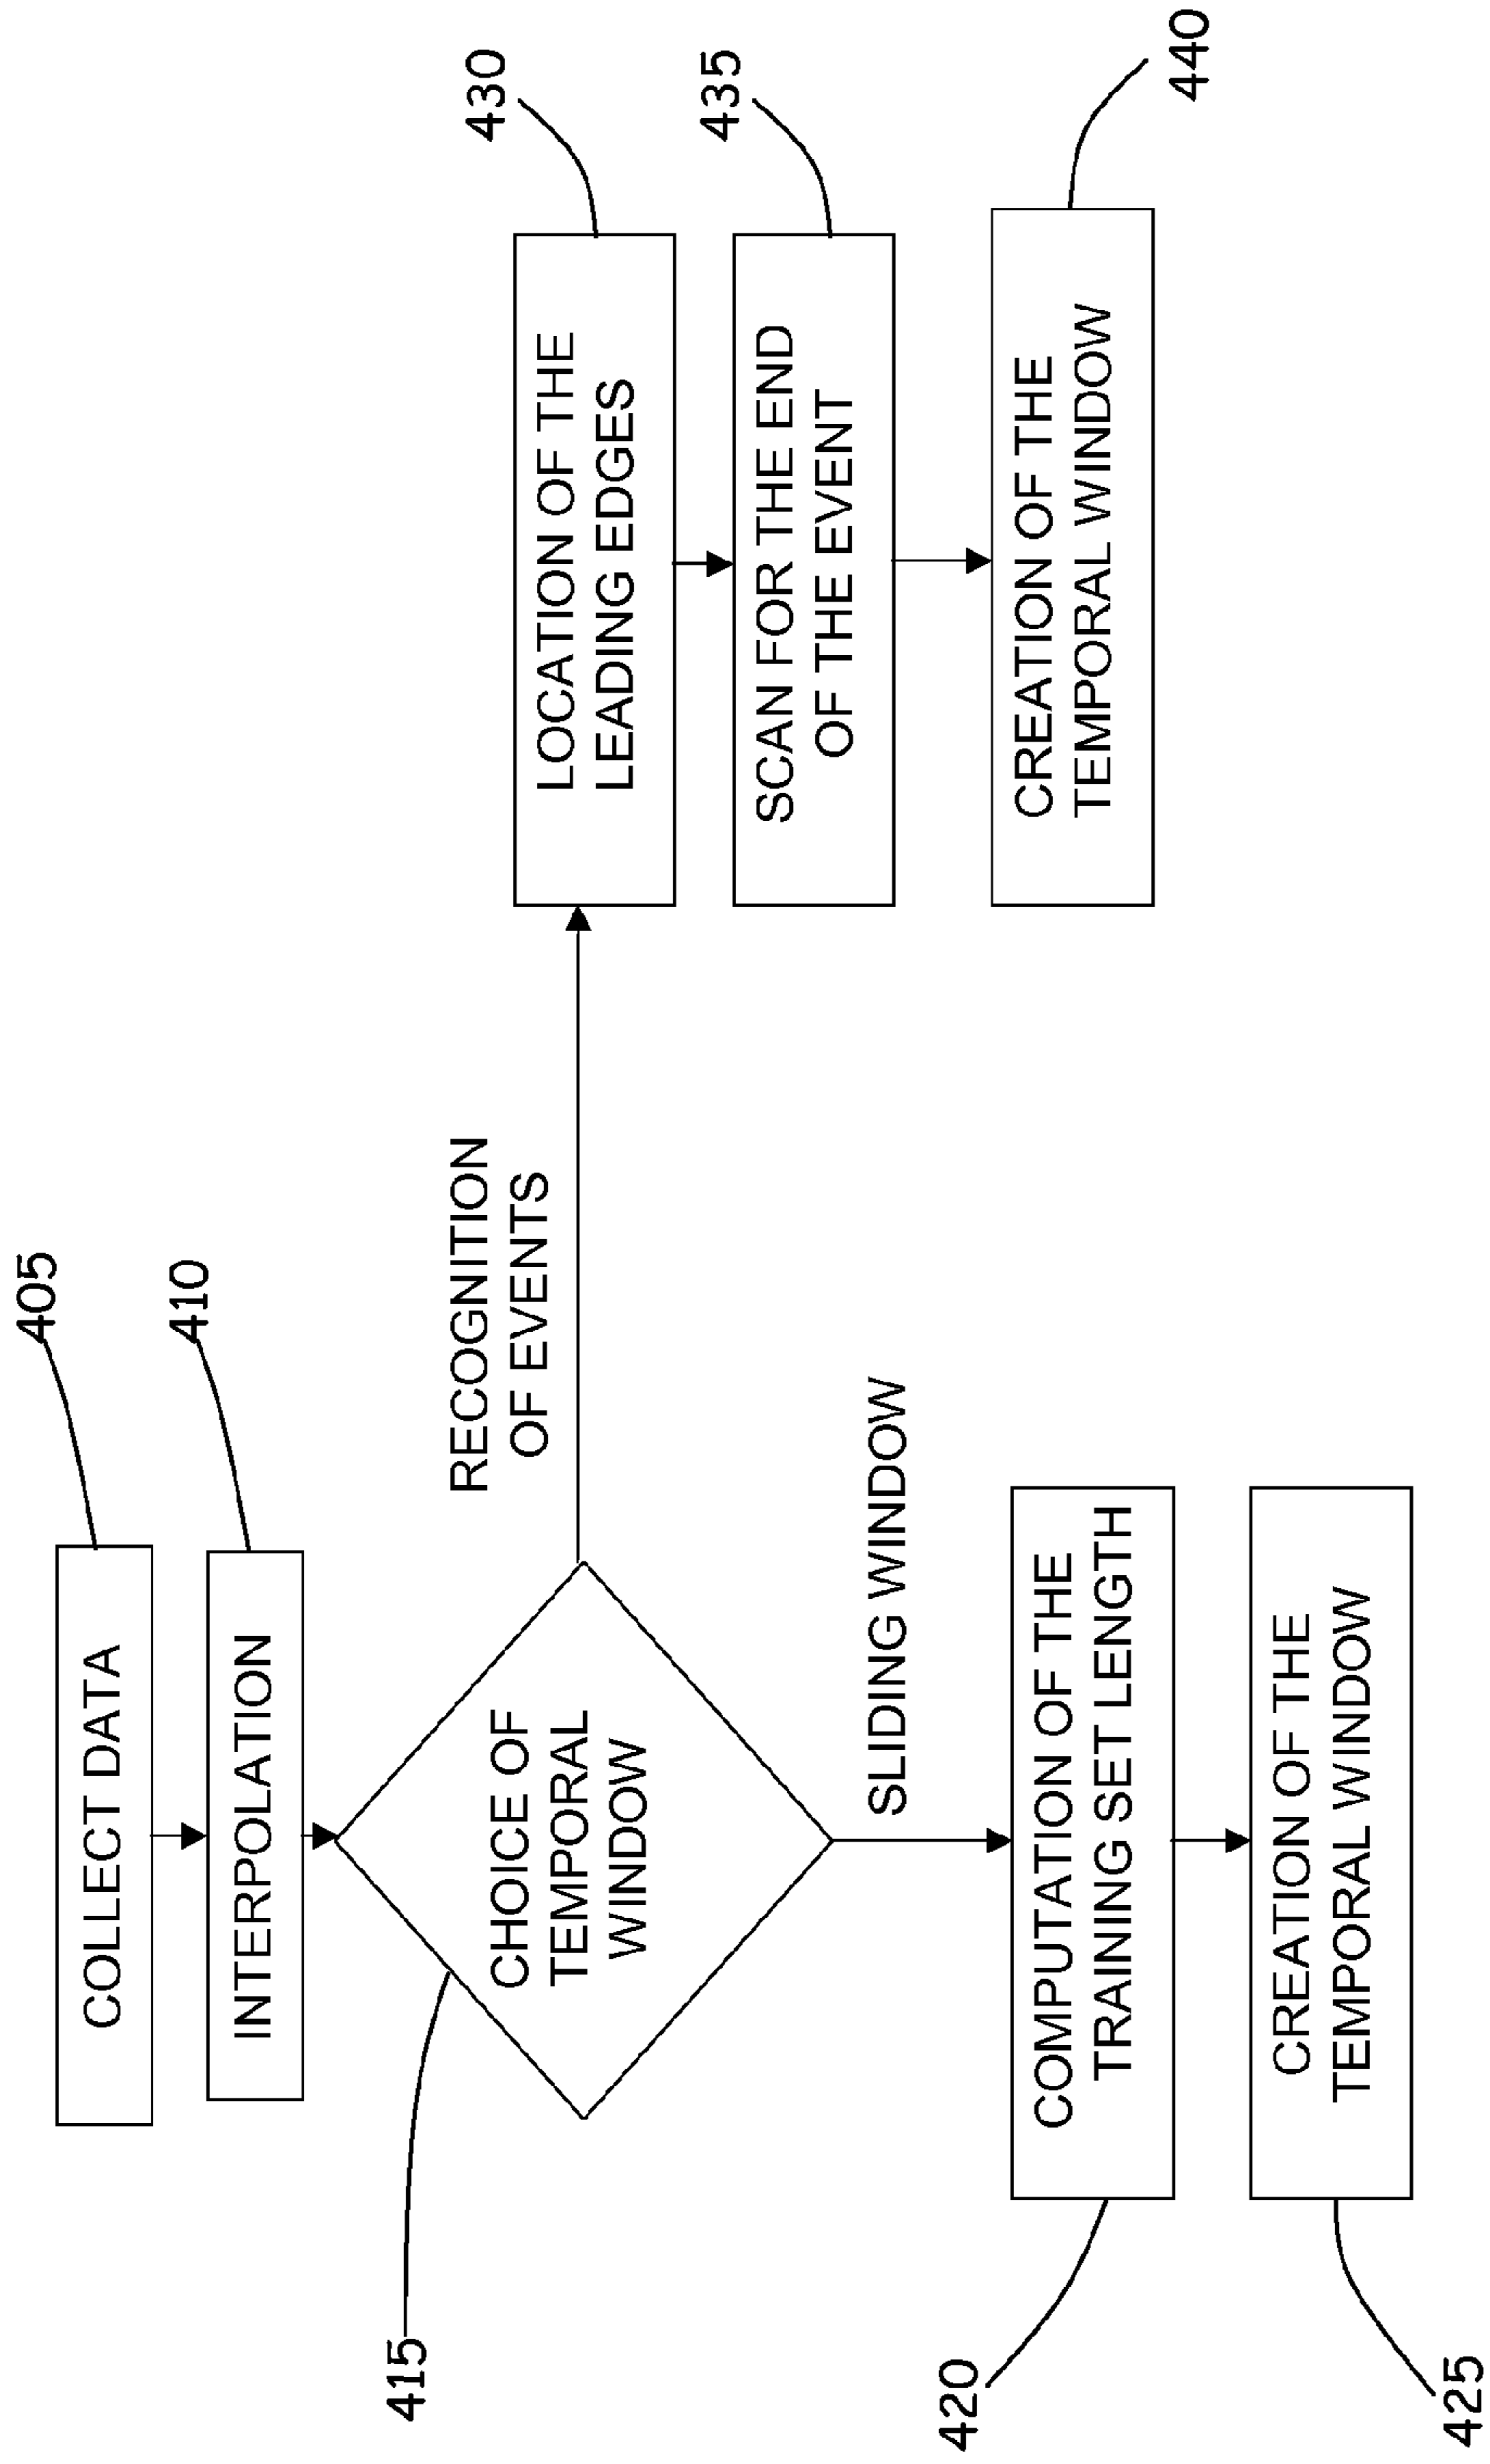 405
COLLECT DATA
410
INTERPOLATION
415
CHOICE OF
TEMPORAL
WINDOW
RECOGNITION
OF EVENTS
430
LOCATION OF THE
LEADING EDGES
435
SCAN FOR THE END
OF THE EVENT
440
CREATION OF THE
TEMPORAL WINDOW
SLIDING WINDOW
420
COMPUTATION OF THE
TRAINING SET LENGTH
425
CREATION OF THE
TEMPORAL WINDOW